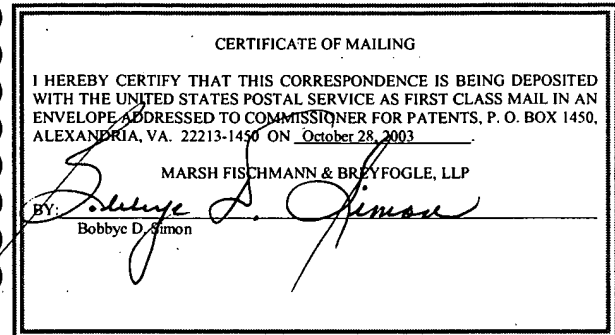 CERTIFICATE OF MAILING
I HEREBY CERTIFY THAT THIS CORRESPONDENCE IS BEING DEPOSITED
WITH THE UNITED STATES POSTAL SERVICE AS FIRST CLASS MAIL IN AN
ENVELOPE ADDRESSED TO COMMISSIONER FOR PATENTS, P. O. BOX 1450,
ALEXANDRIA, VA. 22213-1450 ON October 28, 2003.
MARSH FISCHMANN & BREYFOGLE, LLP
BY: Bobbye D. Simon
Bobbye D. Simon